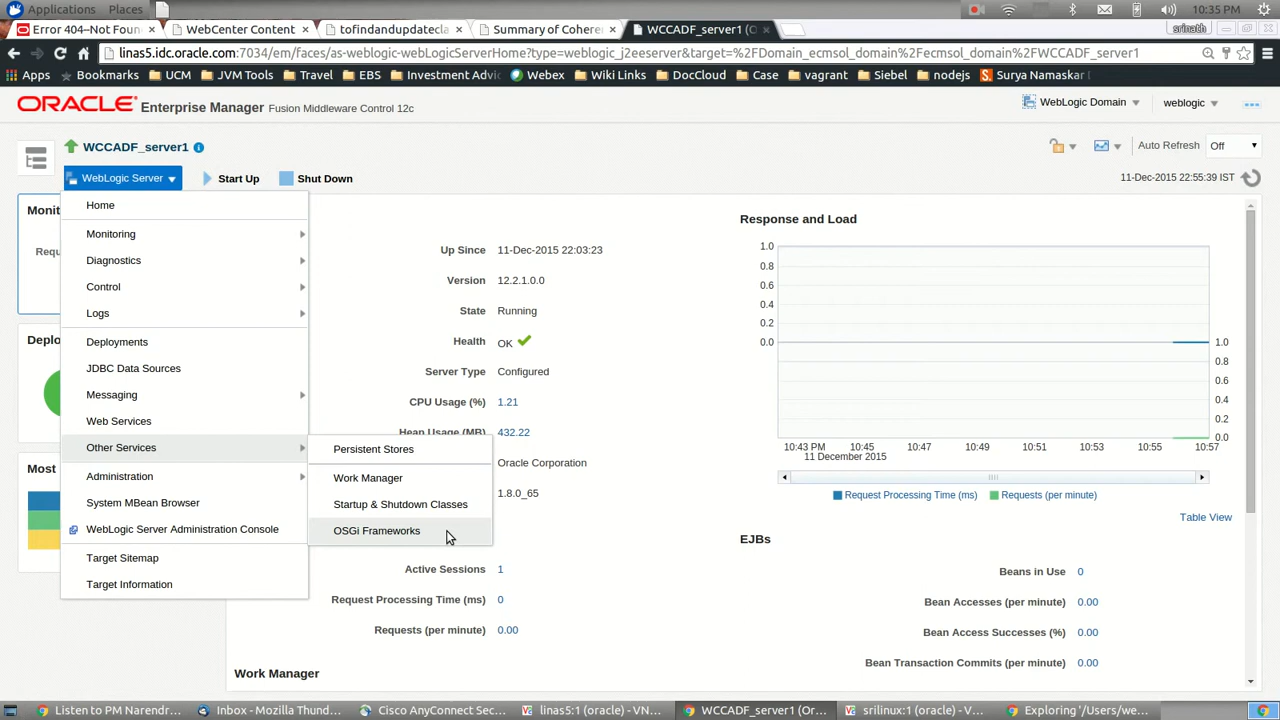 Applications Places 10:35 PM
Error 404--Not Foun
WebCenter Content
tofindandupdatecla
Summary of Coheren
WCCADF_server1 (O
srinath
linas5.idc.oracle.com:7034/em/faces/as-weblogic-webLogicServerHome?type=weblogic_j2eeserver&target=%2FDomain_ecmsol_domain%2Fecmsol_domain%2FWCCADF_server1
Apps Bookmarks UCM JVM Tools Travel EBS Investment Advic Webex Wiki Links DocCloud Case vagrant Siebel nodejs Surya Namaskar
ORACLE Enterprise Manager Fusion Middleware Control 12c
WebLogic Domain weblogic
WCCADF_server1
Auto Refresh Off
WebLogic Server Start Up Shut Down
11-Dec-2015 22:55:39 IST
Home
Monitoring
Diagnostics
Control
Logs
Deployments
JDBC Data Sources
Messaging
Web Services
Other Services
Administration
System MBean Browser
WebLogic Server Administration Console
Target Sitemap
Target Information
Persistent Stores
Work Manager
Startup & Shutdown Classes
OSGi Frameworks
Monit
Requ
Deplo
Most
Up Since 11-Dec-2015 22:03:23
Version 12.2.1.0.0
State Running
Health OK
Server Type Configured
CPU Usage (%) 1.21
Heap Usage (MB) 432.22
Oracle Corporation
1.8.0_65
Active Sessions 1
Request Processing Time (ms) 0
Requests (per minute) 0.00
Work Manager
Response and Load
1.0
0.8
0.6
0.4
0.2
0.0
1.0
0.8
0.6
0.4
0.2
0.0
10:43 PM 10:45 10:47 10:49 10:51 10:53 10:55 10:57
11 December 2015
Request Processing Time (ms) Requests (per minute)
Table View
EJBs
Beans in Use 0
Bean Accesses (per minute) 0.00
Bean Access Successes (%) 0.00
Bean Transaction Commits (per minute) 0.00
Listen to PM Narendr...
Inbox - Mozilla Thund...
Cisco AnyConnect Sec...
linas5:1 (oracle) - VN...
WCCADF_server1 (Or...
srilinux:1 (oracle) - V...
Exploring '/Users/we...